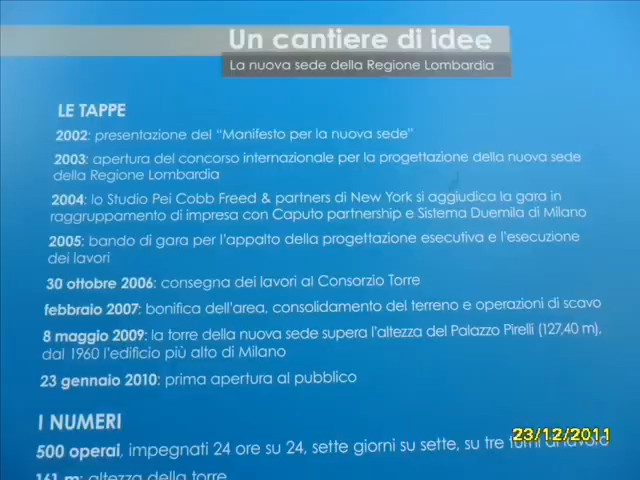 Un cantiere di idee
La nuova sede della Regione Lombardia
LE TAPPE
2002: presentazione del "Manifesto per la nuova sede"
2003: apertura del concorso internazionale per la progettazione della nuova sede
della Regione Lombardia
2004: lo Studio Pei Cobb Freed & partners di New York si aggiudica la gara in
raggruppamento di impresa con Caputo partnership e Sistema Duemila di Milano
2005: bando di gara per l'appalto della progettazione esecutiva e l'esecuzione
dei lavori
30 ottobre 2006: consegna dei lavori al Consorzio Torre
febbraio 2007: bonifica dell'area, consolidamento del terreno e operazioni di scavo
8 maggio 2009: la torre della nuova sede supera l'altezza del Palazzo Pirelli (127,40 m),
dal 1960 l'edificio più alto di Milano
23 gennaio 2010: prima apertura al pubblico
I NUMERI
23/12/2011
500 operai, impegnati 24 ore su 24, sette giorni su sette, su tre turni di lavoro
161 m: altezza della torre